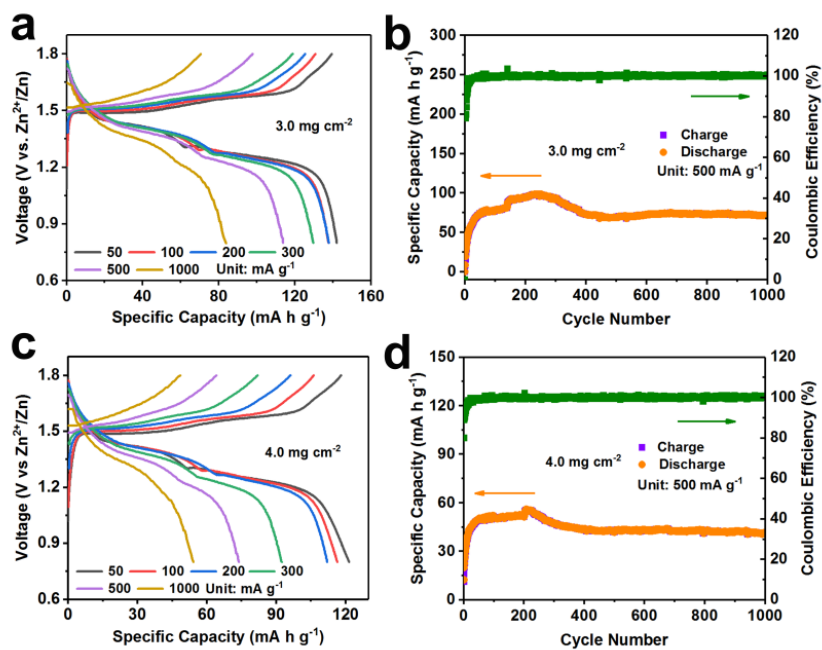 a
1.8
1.5
1.2
0.9
0.6
Voltage (V vs. Zn²⁺/Zn)
3.0 mg cm⁻²
50 100 200 300
500 1000 Unit: mA g⁻¹
0 40 80 120 160
Specific Capacity (mA h g⁻¹)
b
300
250
200
150
100
50
0
Specific Capacity (mA h g⁻¹)
120
100
80
60
40
20
0
Coulombic Efficiency (%)
Charge
3.0 mg cm⁻² Discharge
Unit: 500 mA g⁻¹
0 200 400 600 800 1000
Cycle Number
c
1.8
1.5
1.2
0.9
0.6
Voltage (V vs Zn²⁺/Zn)
4.0 mg cm⁻²
50 100 200 300
500 1000 Unit: mA g⁻¹
0 30 60 90 120
Specific Capacity (mA h g⁻¹)
d
150
120
90
60
30
0
Specific Capacity (mA h g⁻¹)
120
100
80
60
40
20
0
Coulombic Efficiency (%)
Charge
4.0 mg cm⁻² Discharge
Unit: 500 mA g⁻¹
0 200 400 600 800 1000
Cycle Number